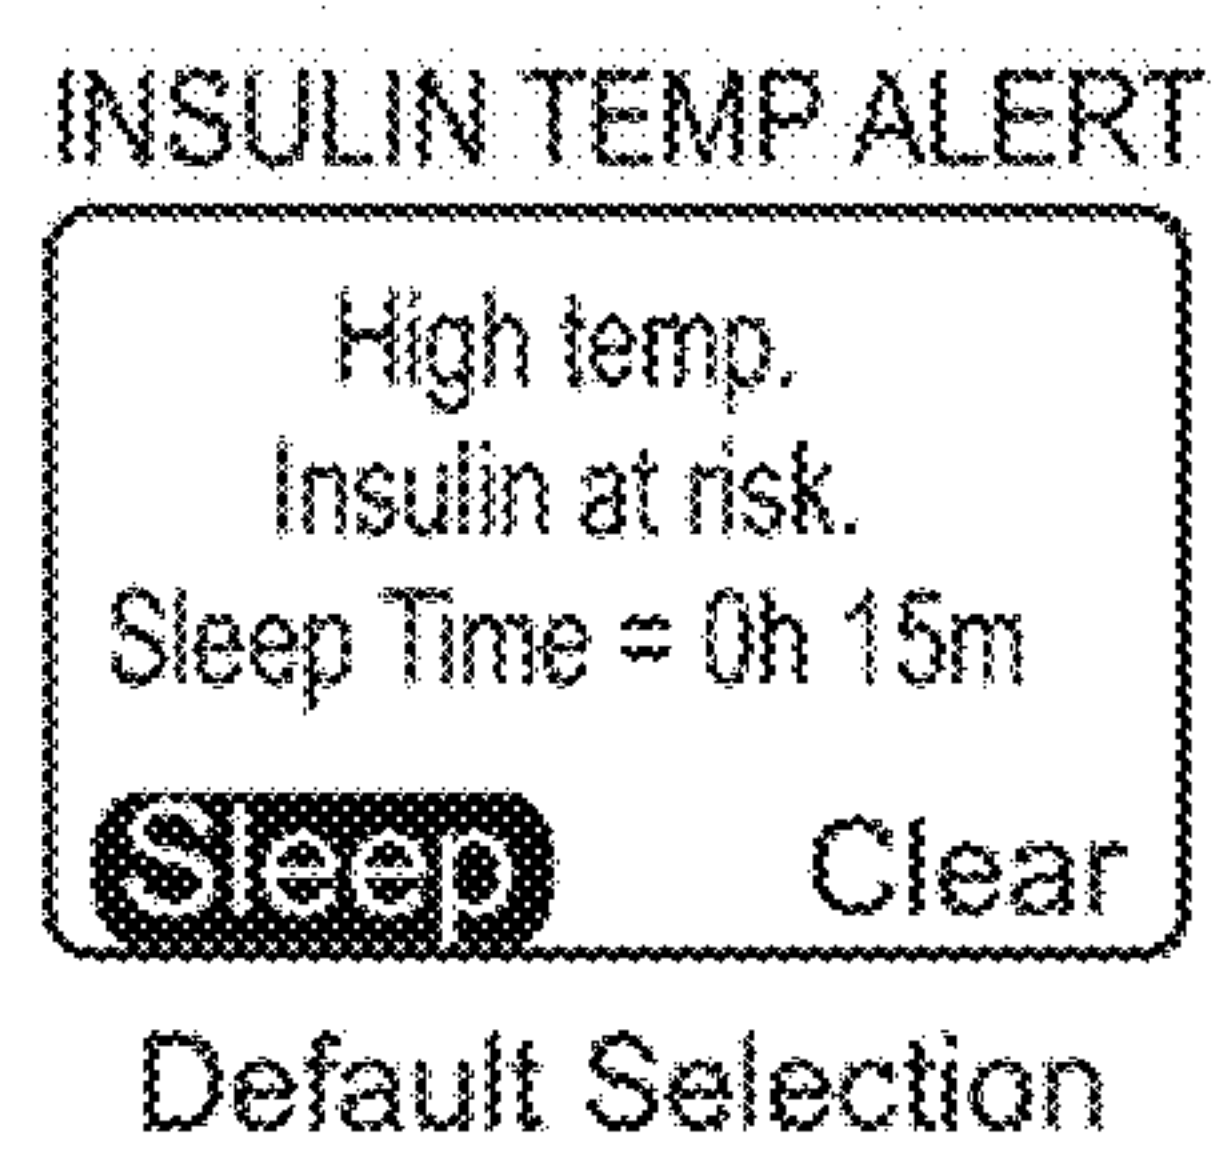 INSULIN TEMP ALERT
High temp.
Insulin at risk.
Sleep Time = 0h 15m
Sleep Clear
Default Selection